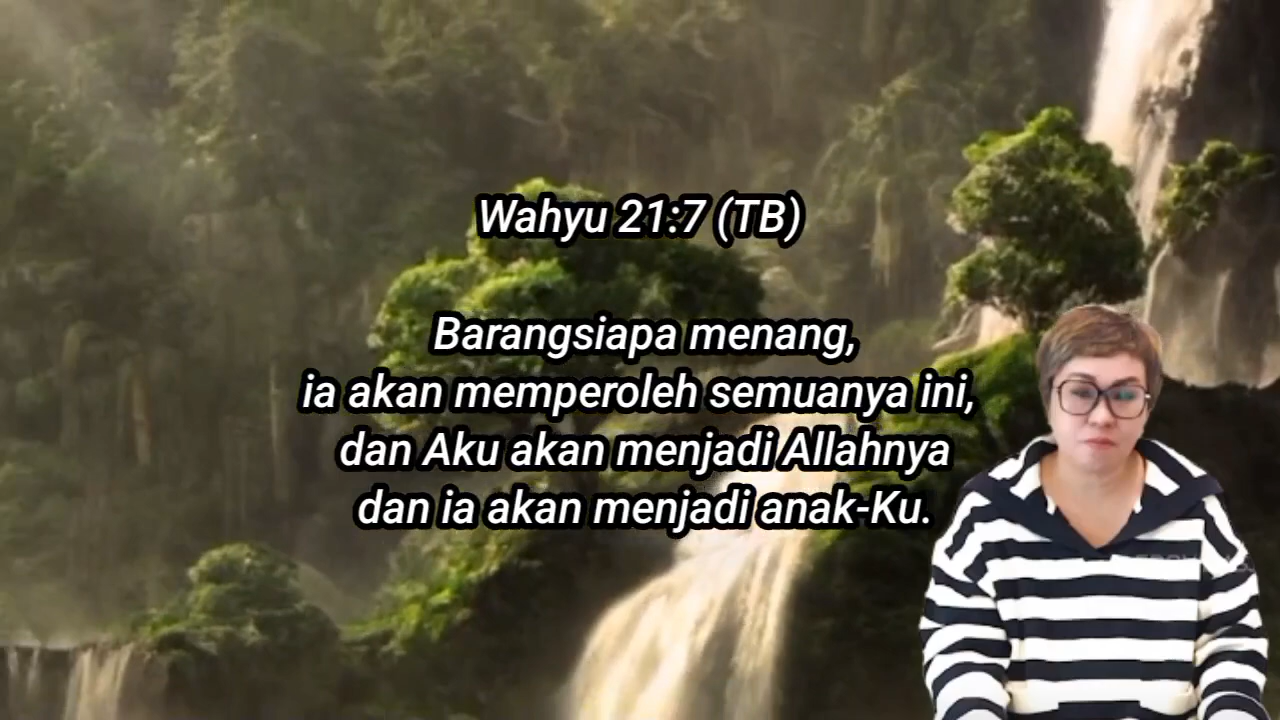 Wahyu 21:7 (TB)
Barangsiapa menang,
ia akan memperoleh semuanya ini,
dan Aku akan menjadi Allahnya
dan ia akan menjadi anak-Ku.